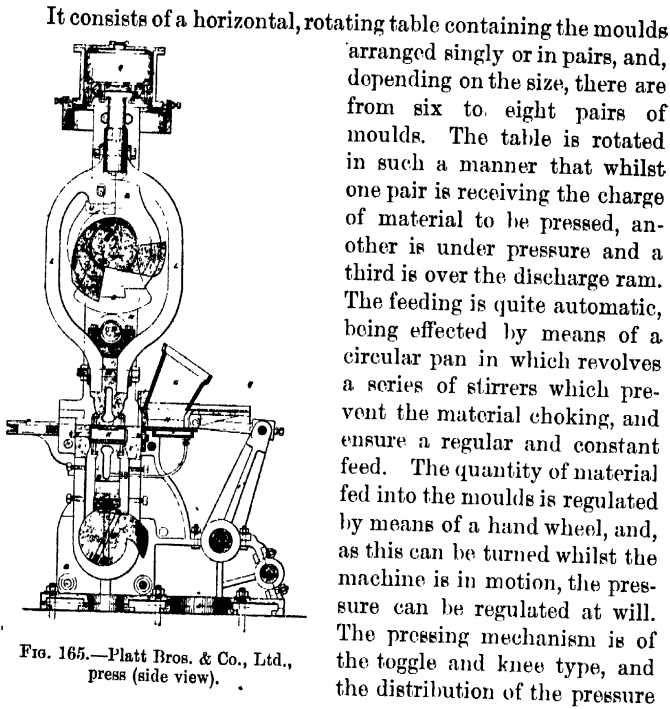 It consists of a horizontal, rotating table containing the moulds
arranged singly or in pairs, and,
depending on the size, there are
from six to eight pairs of
moulds. The table is rotated
in such a manner that whilst
one pair is receiving the charge
of material to be pressed, an-
other is under pressure and a
third is over the discharge ram.
The feeding is quite automatic,
being effected by means of a
circular pan in which revolves
a series of stirrers which pre-
vent the material choking, and
ensure a regular and constant
feed. The quantity of material
fed into the moulds is regulated
by means of a hand wheel, and,
as this can be turned whilst the
machine is in motion, the pres-
sure can be regulated at will.
The pressing mechanism is of
the toggle and knee type, and
the distribution of the pressure
FIG. 165.—Platt Bros. & Co., Ltd.,
press (side view).